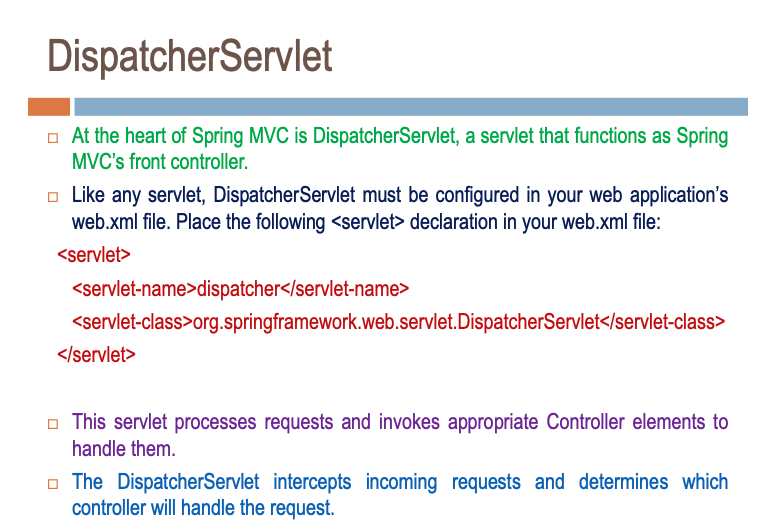 DispatcherServlet
At the heart of Spring MVC is DispatcherServlet, a servlet that functions as Spring
MVC’s front controller.
Like any servlet, DispatcherServlet must be configured in your web application’s
web.xml file. Place the following <servlet> declaration in your web.xml file:
<servlet>
<servlet-name>dispatcher</servlet-name>
<servlet-class>org.springframework.web.servlet.DispatcherServlet</servlet-class>
</servlet>
This servlet processes requests and invokes appropriate Controller elements to
handle them.
The DispatcherServlet intercepts incoming requests and determines which
controller will handle the request.